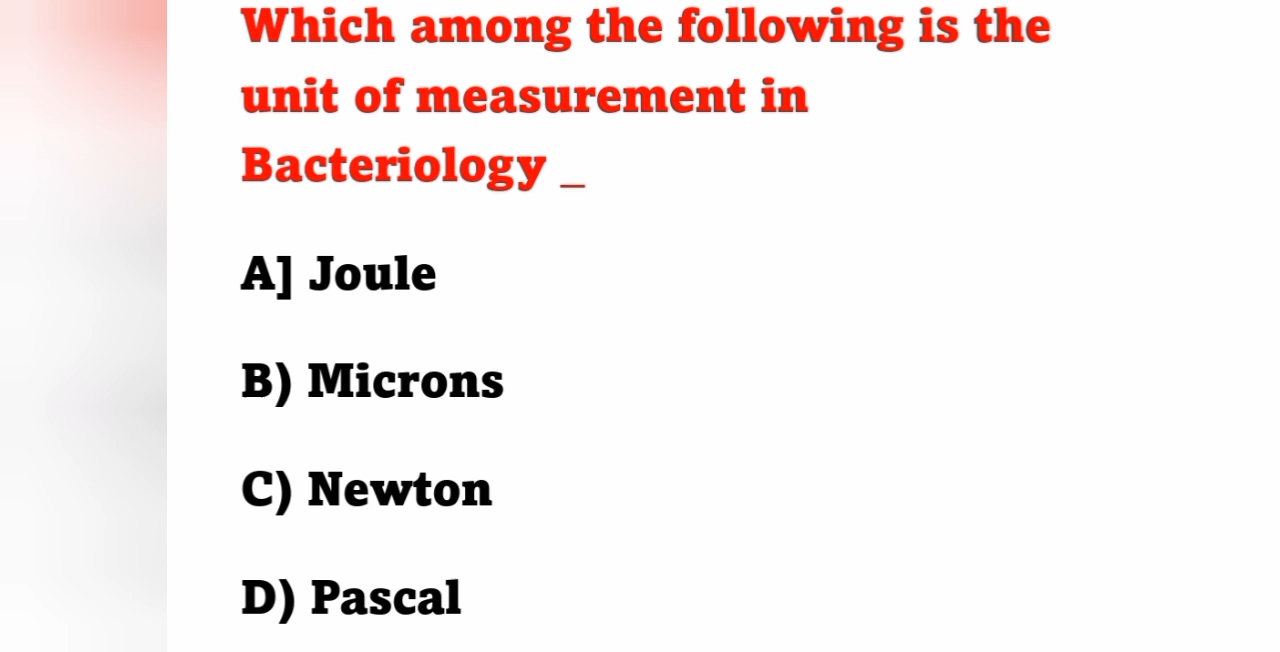 Which among the following is the
unit of measurement in
Bacteriology _
A] Joule
B) Microns
C) Newton
D) Pascal